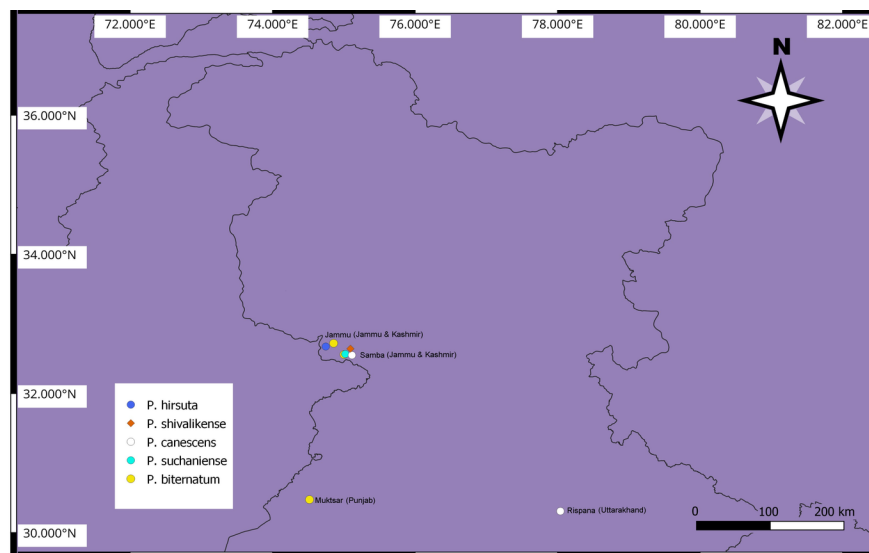 72.000°E 74.000°E 76.000°E 78.000°E 80.000°E 82.000°E
N
36.000°N
34.000°N
Jammu (Jammu & Kashmir)
Samba (Jammu & Kashmir)
32.000°N
P. hirsuta
P. shivalikense
P. canescens
P. suchaniense
P. biternatum
Muktsar (Punjab)
Rispana (Uttarakhand)
0 100 200 km
30.000°N